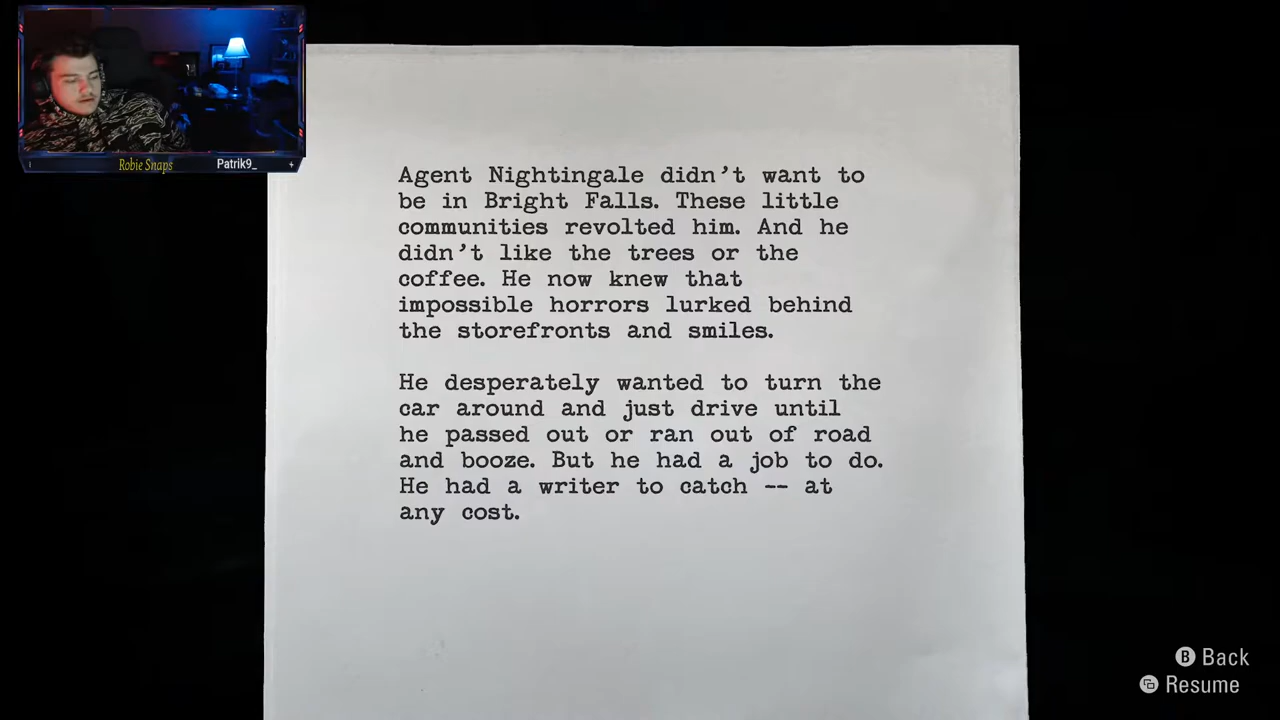 Robie Snaps
Patrik9_
Agent Nightingale didn’t want to
be in Bright Falls. These little
communities revolted him. And he
didn’t like the trees or the
coffee. He now knew that
impossible horrors lurked behind
the storefronts and smiles.
He desperately wanted to turn the
car around and just drive until
he passed out or ran out of road
and booze. But he had a job to do.
He had a writer to catch -- at
any cost.
B Back
Resume